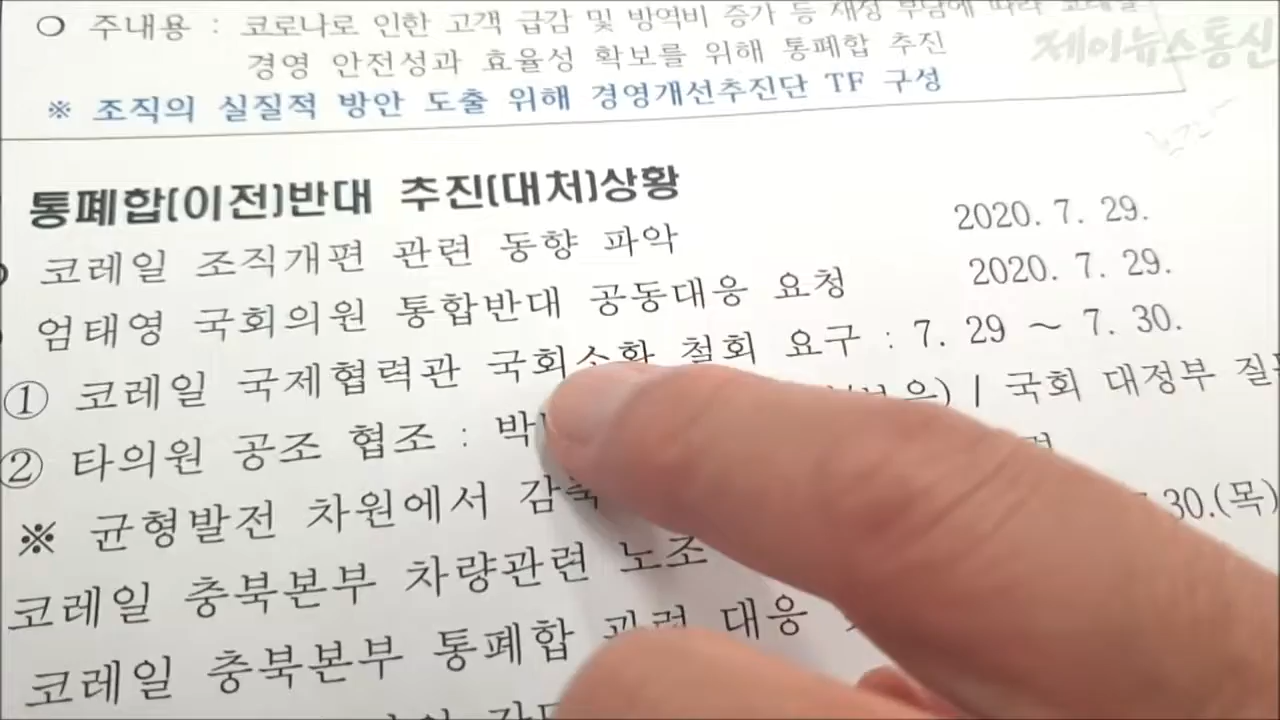 ○ 주내용 : 코로나로 인한 고객 급감 및 방역비 증가 등 재정 부담에 따라 코레일
경영 안전성과 효율성 확보를 위해 통폐합 추진
※ 조직의 실질적 방안 도출 위해 경영개선추진단 TF 구성
제이뉴스통신
통폐합(이전)반대 추진(대처)상황
코레일 조직개편 관련 동향 파악 2020. 7. 29.
엄태영 국회의원 통합반대 공동대응 요청 2020. 7. 29.
① 코레일 국제협력관 국회소환 철회 요구 : 7. 29 ~ 7. 30.
② 타의원 공조 협조 : / 국회 대정부
※ 균형발전 차원에서 감축
30.(목)
코레일 충북본부 차량관련 노조
코레일 충북본부 통폐합 관련 대응